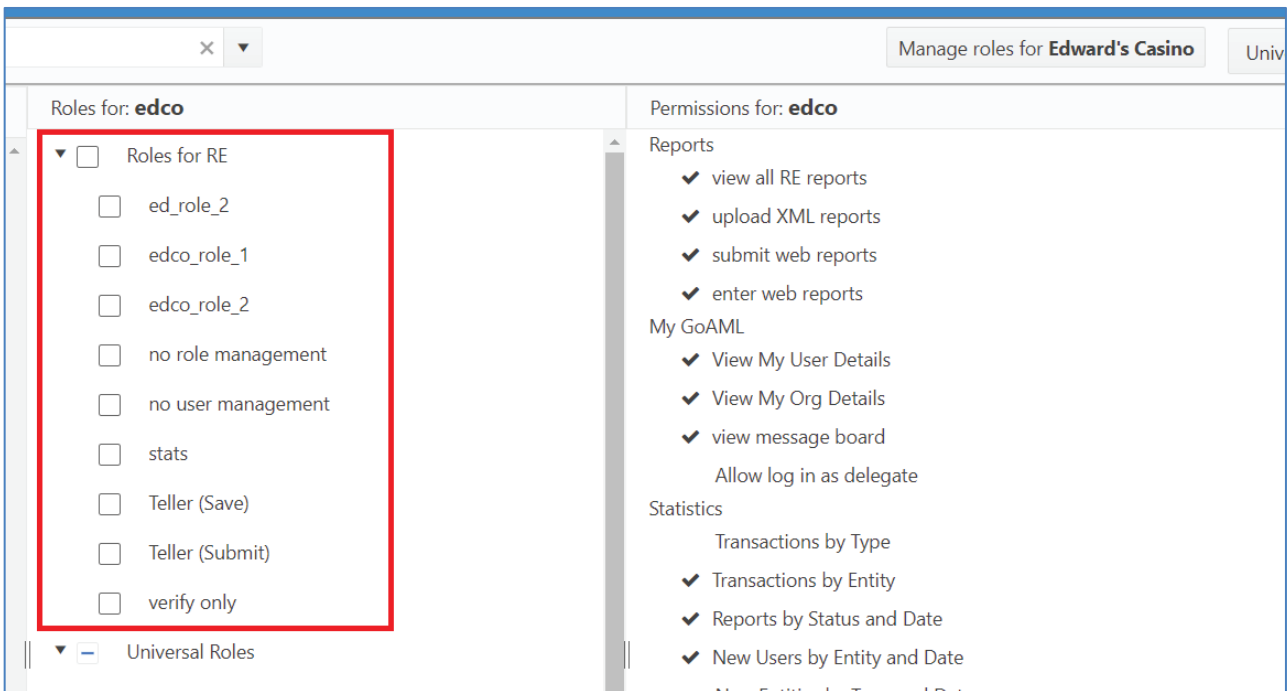 Manage roles for Edward's Casino
Univ
Roles for: edco
Roles for RE
ed_role_2
edco_role_1
edco_role_2
no role management
no user management
stats
Teller (Save)
Teller (Submit)
verify only
Universal Roles
Permissions for: edco
Reports
view all RE reports
upload XML reports
submit web reports
enter web reports
My GoAML
View My User Details
View My Org Details
view message board
Allow log in as delegate
Statistics
Transactions by Type
Transactions by Entity
Reports by Status and Date
New Users by Entity and Date